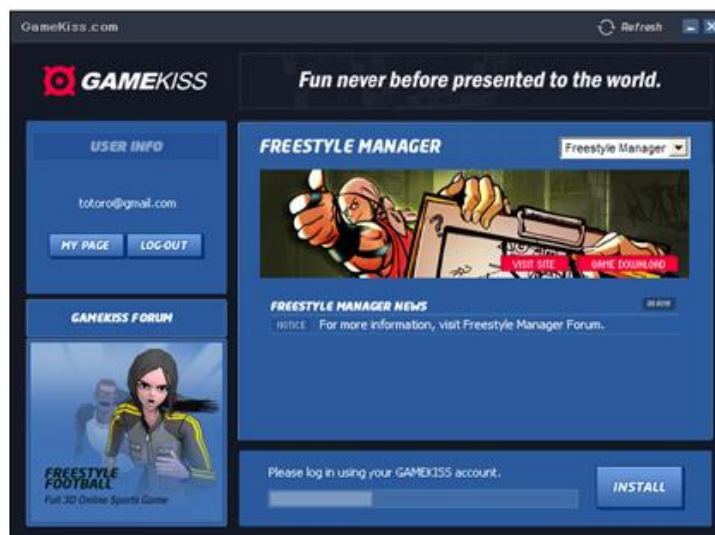 GameKiss.com
Refresh
GAMEKISS
Fun never before presented to the world.
USER INFO
totoro@gmail.com
MY PAGE
LOG-OUT
FREESTYLE MANAGER
Freestyle Manager
VISIT SITE
GAME DOWNLOAD
FREESTYLE MANAGER NEWS
NOTICE For more information, visit Freestyle Manager Forum.
GAMEKISS FORUM
FREESTYLE
FOOTBALL
Full 3D Online Sports Game
Please log in using your GAMEKISS account.
INSTALL